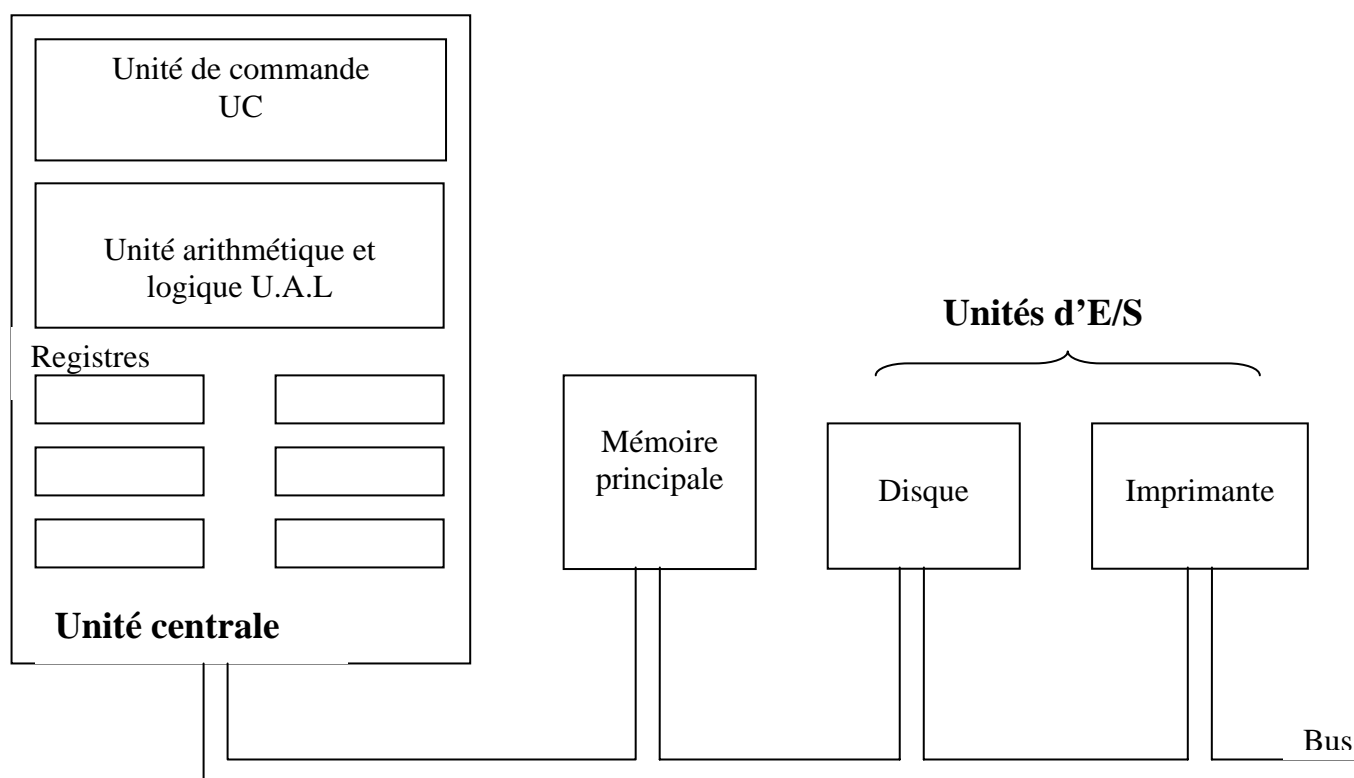 Unité de commande
UC
Unité arithmétique et
logique U.A.L
Registres
Unité centrale
Mémoire
principale
Unités d’E/S
Disque
Imprimante
Bus